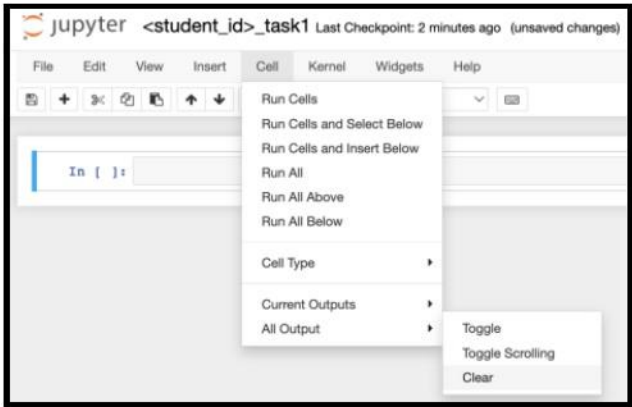 jupyter <student_id>_task1 Last Checkpoint: 2 minutes ago (unsaved changes)
File Edit View Insert Cell Kernel Widgets Help
Run Cells
Run Cells and Select Below
Run Cells and Insert Below
Run All
Run All Above
Run All Below
In [ ]:
Cell Type
Current Outputs
All Output
Toggle
Toggle Scrolling
Clear